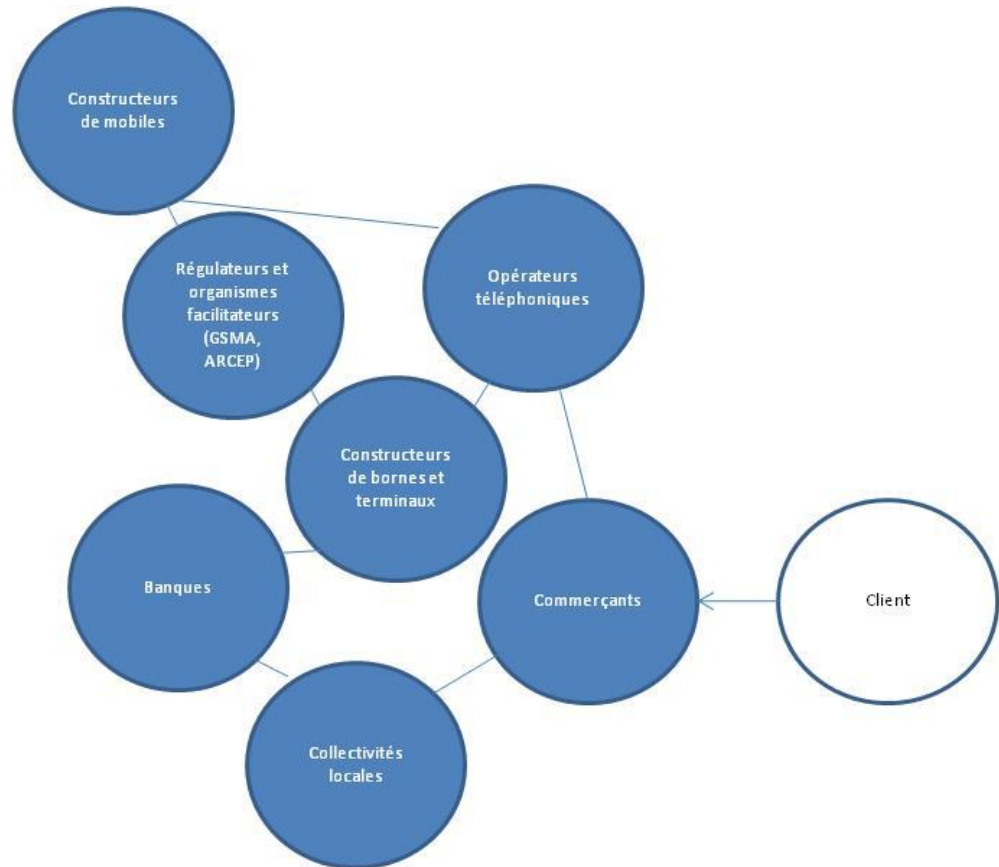 Constructeurs
de mobiles
Régulateurs et
organismes
facilitateurs
(GSMA,
ARCEP)
Opérateurs
téléphoniques
Constructeurs
de bornes et
terminaux
Banques
Commerçants
Client
Collectivités
locales